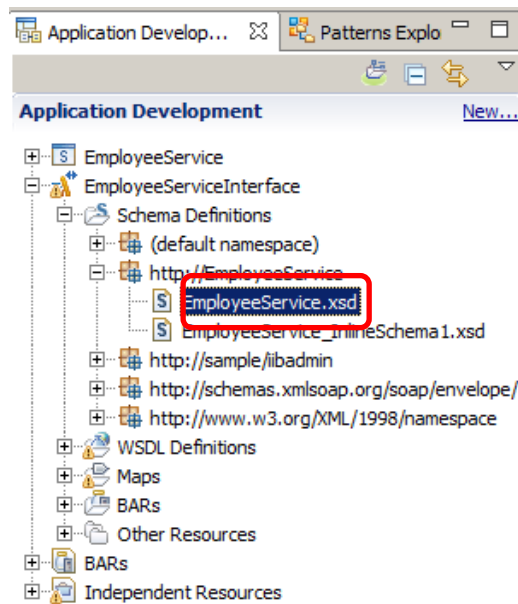 Application Develop... Patterns Explo
Application Development New...
S EmployeeService
EmployeeServiceInterface
Schema Definitions
(default namespace)
http://EmployeeService
S EmployeeService.xsd
S EmployeeService_InlineSchema1.xsd
http://sample/iibadmin
http://schemas.xmlsoap.org/soap/envelope/
http://www.w3.org/XML/1998/namespace
WSDL Definitions
Maps
BARs
Other Resources
BARs
Independent Resources